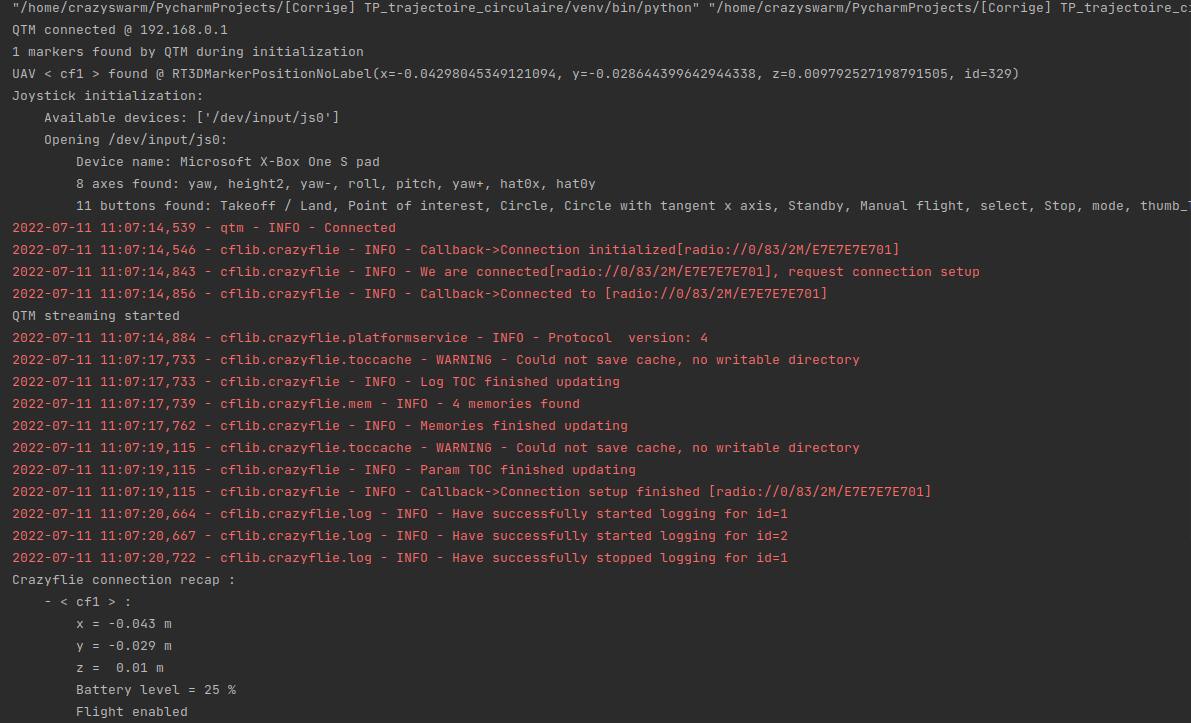 "/home/crazyswarm/PycharmProjects/[Corrige] TP_trajectoire_circulaire/venv/bin/python" "/home/crazyswarm/PycharmProjects/[Corrige] TP_trajectoire_ci
QTM connected @ 192.168.0.1
1 markers found by QTM during initialization
UAV < cf1 > found @ RT3DMarkerPositionNoLabel(x=-0.04298045349121094, y=-0.028644399642944338, z=0.009792527198791505, id=329)
Joystick initialization:
    Available devices: ['/dev/input/js0']
    Opening /dev/input/js0:
        Device name: Microsoft X-Box One S pad
        8 axes found: yaw, height2, yaw-, roll, pitch, yaw+, hat0x, hat0y
        11 buttons found: Takeoff / Land, Point of interest, Circle, Circle with tangent x axis, Standby, Manual flight, select, Stop, mode, thumb_
2022-07-11 11:07:14,539 - qtm - INFO - Connected
2022-07-11 11:07:14,546 - cflib.crazyflie - INFO - Callback->Connection initialized[radio://0/83/2M/E7E7E7E701]
2022-07-11 11:07:14,843 - cflib.crazyflie - INFO - We are connected[radio://0/83/2M/E7E7E7E701], request connection setup
2022-07-11 11:07:14,856 - cflib.crazyflie - INFO - Callback->Connected to [radio://0/83/2M/E7E7E7E701]
QTM streaming started
2022-07-11 11:07:14,884 - cflib.crazyflie.platformservice - INFO - Protocol  version: 4
2022-07-11 11:07:17,733 - cflib.crazyflie.toccache - WARNING - Could not save cache, no writable directory
2022-07-11 11:07:17,733 - cflib.crazyflie - INFO - Log TOC finished updating
2022-07-11 11:07:17,739 - cflib.crazyflie.mem - INFO - 4 memories found
2022-07-11 11:07:17,762 - cflib.crazyflie - INFO - Memories finished updating
2022-07-11 11:07:19,115 - cflib.crazyflie.toccache - WARNING - Could not save cache, no writable directory
2022-07-11 11:07:19,115 - cflib.crazyflie - INFO - Param TOC finished updating
2022-07-11 11:07:19,115 - cflib.crazyflie - INFO - Callback->Connection setup finished [radio://0/83/2M/E7E7E7E701]
2022-07-11 11:07:20,664 - cflib.crazyflie.log - INFO - Have successfully started logging for id=1
2022-07-11 11:07:20,667 - cflib.crazyflie.log - INFO - Have successfully started logging for id=2
2022-07-11 11:07:20,722 - cflib.crazyflie.log - INFO - Have successfully stopped logging for id=1
Crazyflie connection recap :
    - < cf1 > :
        x = -0.043 m
        y = -0.029 m
        z =  0.01 m
        Battery level = 25 %
        Flight enabled